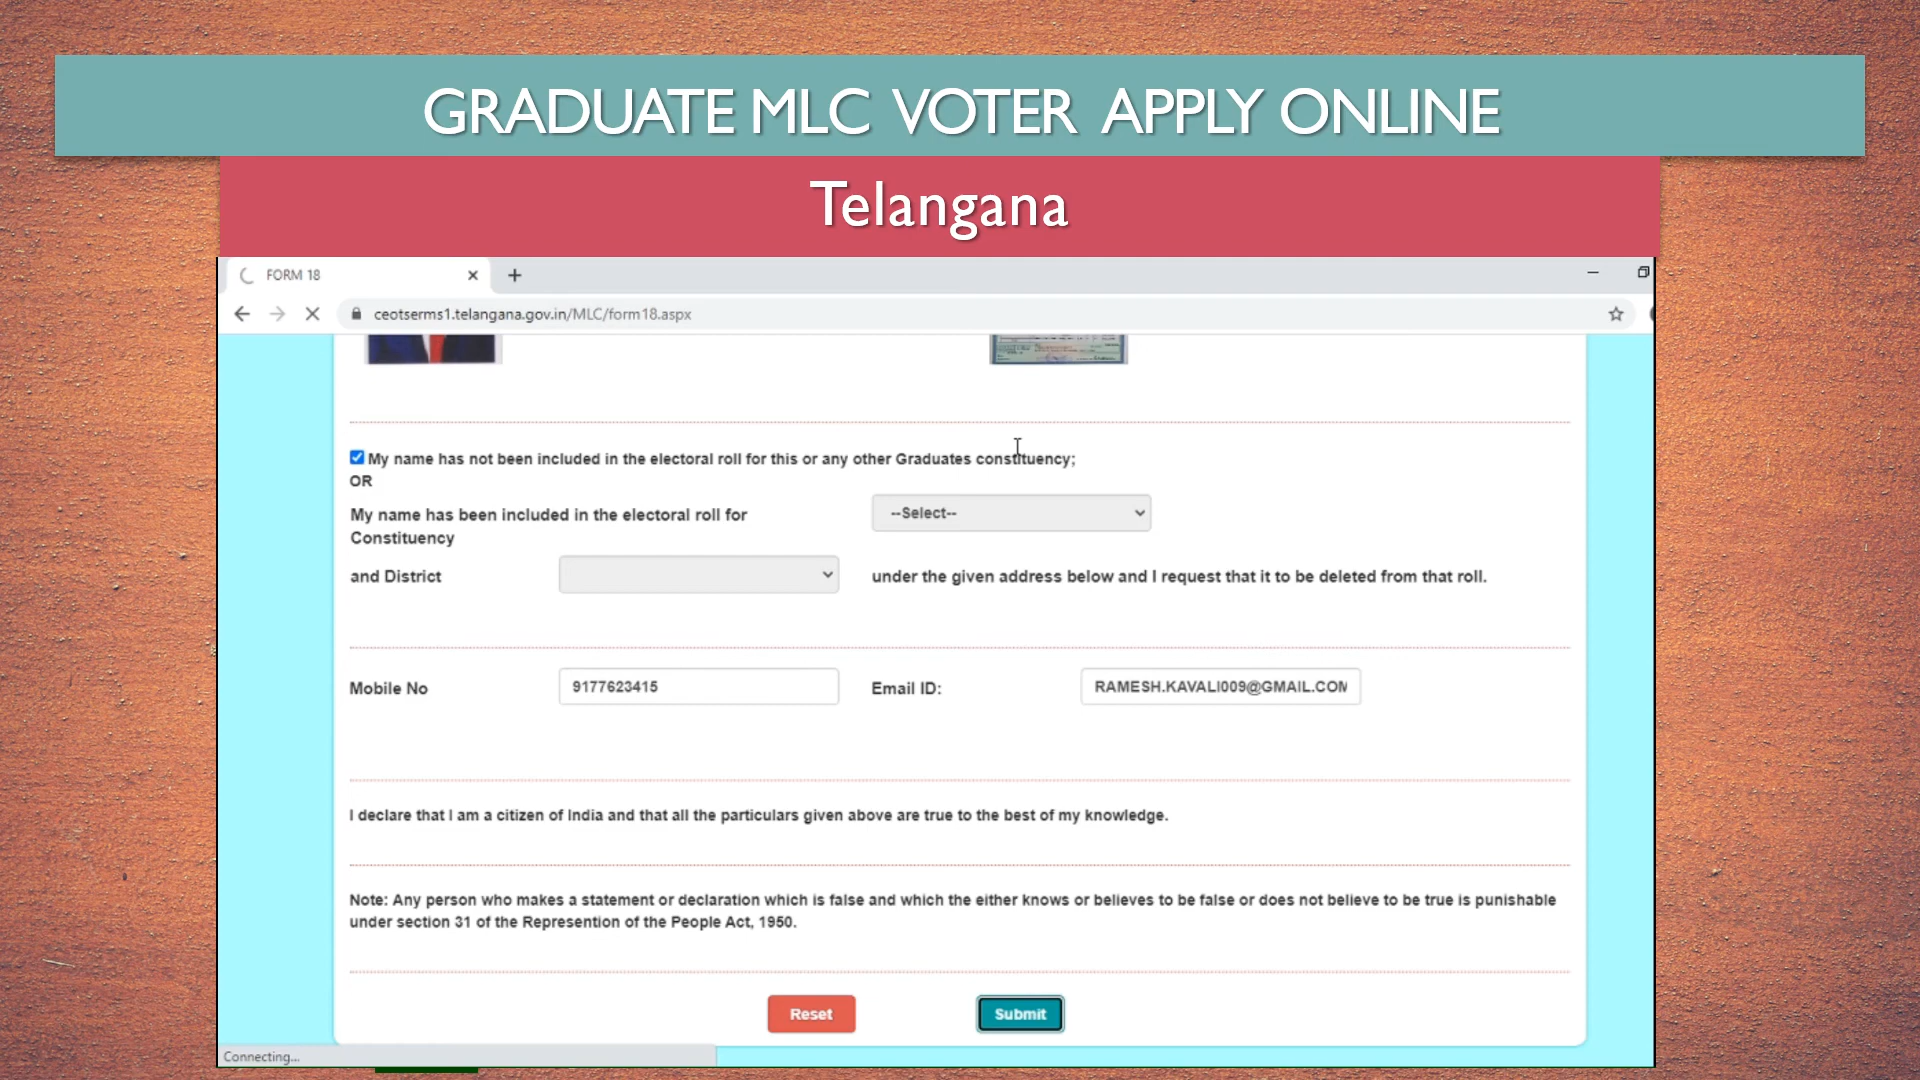 GRADUATE MLC VOTER APPLY ONLINE
Telangana
FORM 18
ceotserms1.telangana.gov.in/MLC/form18.aspx
My name has not been included in the electoral roll for this or any other Graduates constituency;
OR
My name has been included in the electoral roll for
Constituency
--Select--
and District
under the given address below and I request that it to be deleted from that roll.
Mobile No
9177623415
Email ID:
RAMESH.KAVALI009@GMAIL.COM
I declare that I am a citizen of India and that all the particulars given above are true to the best of my knowledge.
Note: Any person who makes a statement or declaration which is false and which the either knows or believes to be false or does not believe to be true is punishable
under section 31 of the Represention of the People Act, 1950.
Reset
Submit
Connecting...